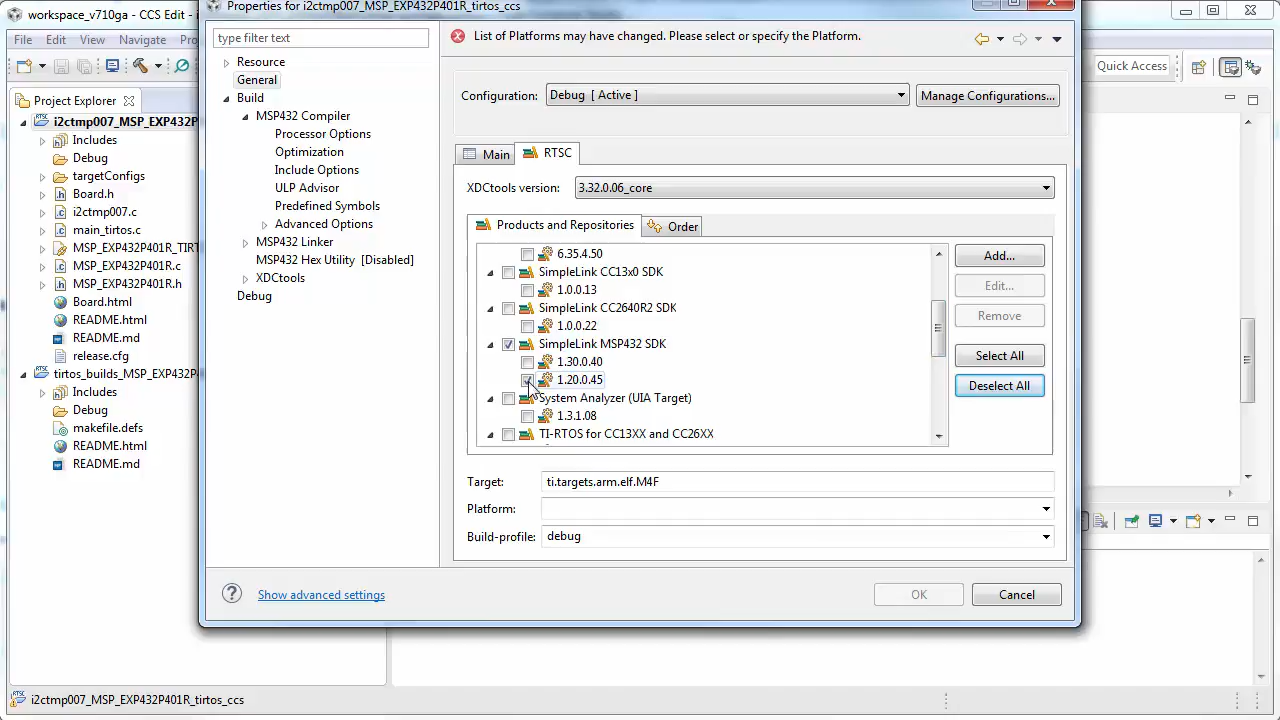 workspace_v710ga - CCS Edit -
Properties for i2ctmp007_MSP_EXP432P401R_tirtos_ccs
File Edit View Navigate
Quick Access
Project Explorer
i2ctmp007_MSP_EXP432P
Includes
Debug
targetConfigs
Board.h
i2ctmp007.c
main_tirtos.c
MSP_EXP432P401R_TIRT
MSP_EXP432P401R.c
MSP_EXP432P401R.h
Board.html
README.html
README.md
release.cfg
tirtos_builds_MSP_EXP432P
Includes
Debug
makefile.defs
README.html
README.md
type filter text
Resource
General
Build
MSP432 Compiler
Processor Options
Optimization
Include Options
ULP Advisor
Predefined Symbols
Advanced Options
MSP432 Linker
MSP432 Hex Utility [Disabled]
XDCtools
Debug
List of Platforms may have changed. Please select or specify the Platform.
Configuration: Debug [ Active ] Manage Configurations...
Main RTSC
XDCtools version: 3.32.0.06_core
Products and Repositories Order
6.35.4.50
SimpleLink CC13x0 SDK
1.0.0.13
SimpleLink CC2640R2 SDK
1.0.0.22
SimpleLink MSP432 SDK
1.30.0.40
1.20.0.45
System Analyzer (UIA Target)
1.3.1.08
TI-RTOS for CC13XX and CC26XX
Add...
Edit...
Remove
Select All
Deselect All
Target: ti.targets.arm.elf.M4F
Platform:
Build-profile: debug
? Show advanced settings
OK Cancel
RTSC i2ctmp007_MSP_EXP432P401R_tirtos_ccs